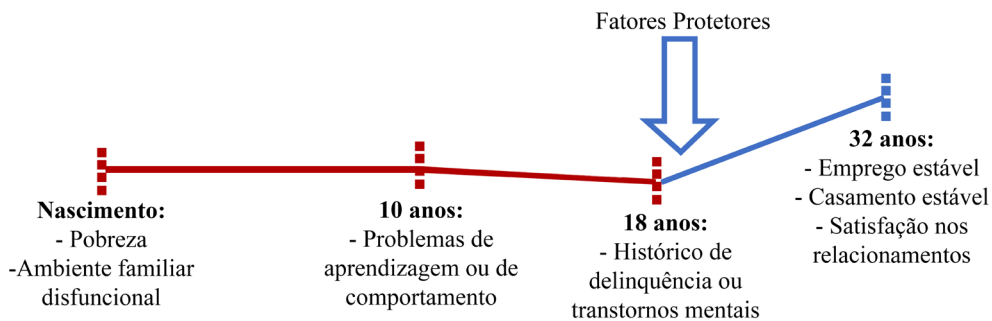 Fatores Protetores
Nascimento:
- Pobreza
-Ambiente familiar
disfuncional
10 anos:
- Problemas de
aprendizagem ou de
comportamento
18 anos:
- Histórico de
delinquência ou
transtornos mentais
32 anos:
- Emprego estável
- Casamento estável
- Satisfação nos
relacionamentos